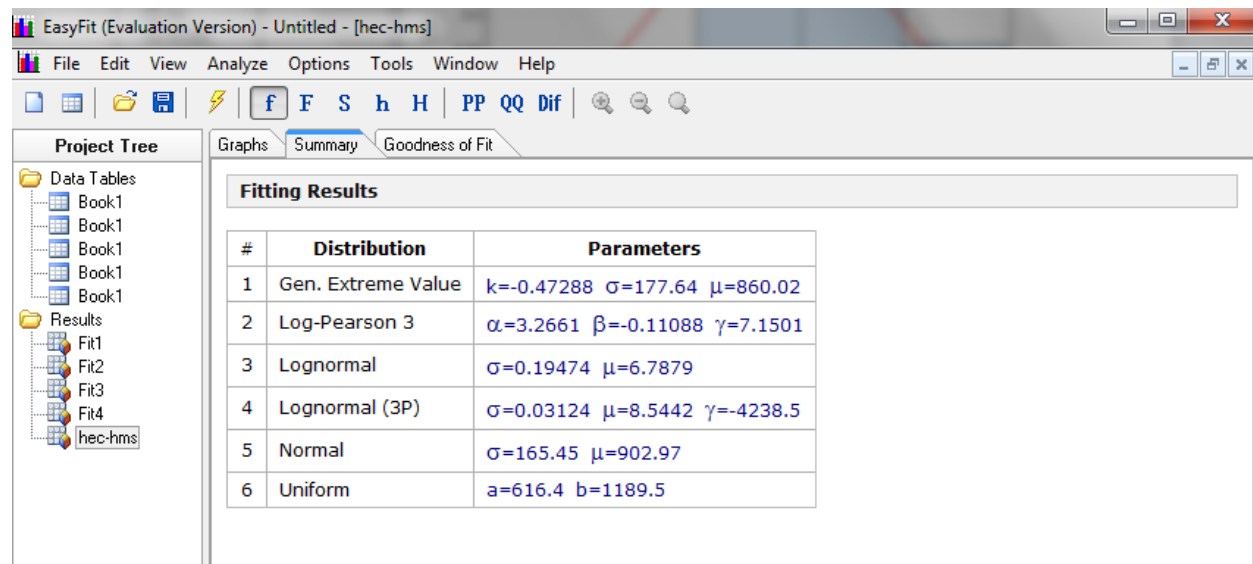 EasyFit (Evaluation Version) - Untitled - [hec-hms]
File Edit View Analyze Options Tools Window Help
f F S h H PP QQ Dif
Project Tree
Graphs Summary Goodness of Fit
Data Tables
Book1
Book1
Book1
Book1
Book1
Results
Fit1
Fit2
Fit3
Fit4
hec-hms
Fitting Results
# Distribution Parameters
1 Gen. Extreme Value k=-0.47288 σ=177.64 μ=860.02
2 Log-Pearson 3 α=3.2661 β=-0.11088 γ=7.1501
3 Lognormal σ=0.19474 μ=6.7879
4 Lognormal (3P) σ=0.03124 μ=8.5442 γ=-4238.5
5 Normal σ=165.45 μ=902.97
6 Uniform a=616.4 b=1189.5